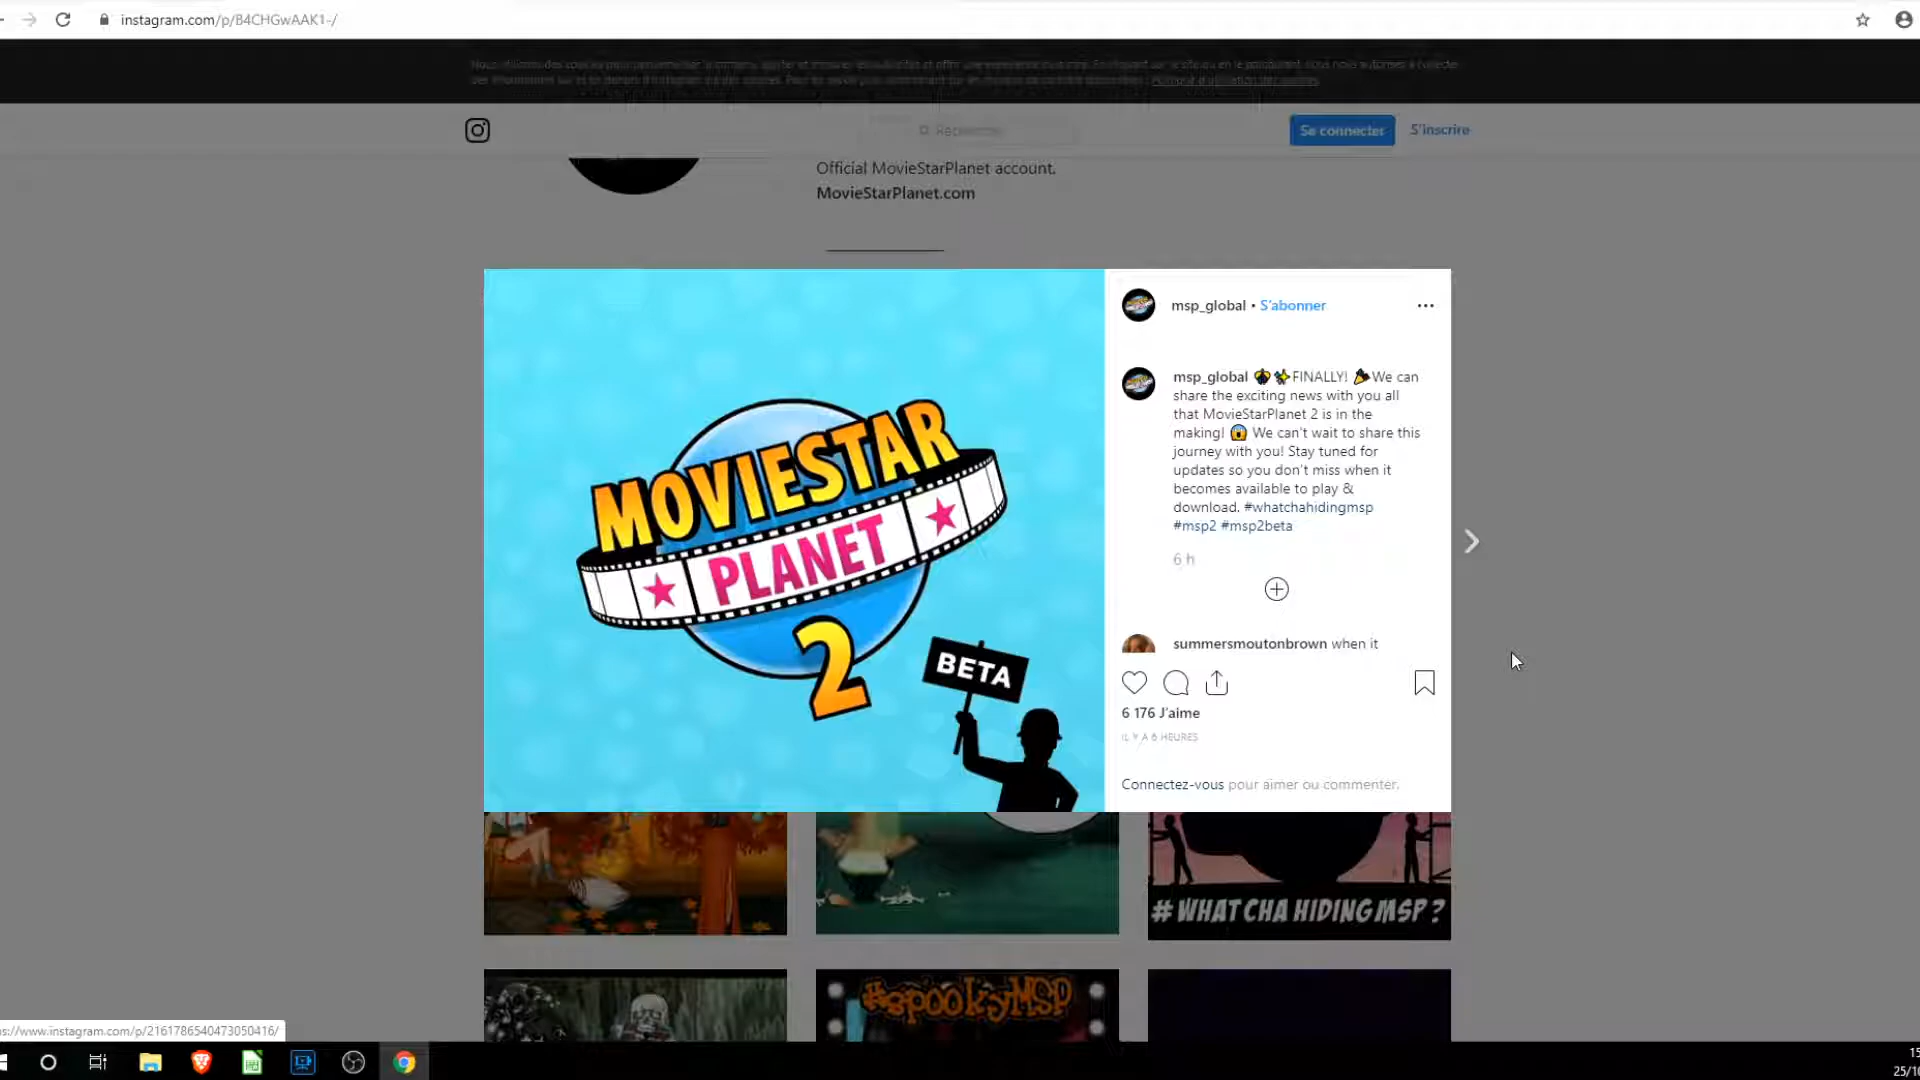 instagram.com/p/B4CHGwAAK1-/
Se connecter
S'inscrire
Official MovieStarPlanet account.
MovieStarPlanet.com
MOVIESTAR
PLANET
2
BETA
msp_global • S'abonner
msp_global FINALLY! We can
share the exciting news with you all
that MovieStarPlanet 2 is in the
making! We can't wait to share this
journey with you! Stay tuned for
updates so you don't miss when it
becomes available to play &
download. #whatchahidingmsp
#msp2 #msp2beta
6 h
summersmoutonbrown when it
6 176 J'aime
IL Y A 6 HEURES
Connectez-vous pour aimer ou commenter.
# WHAT CHA HIDINGMSP?
#spookyMSP
s://www.instagram.com/p/2161786540473050416/